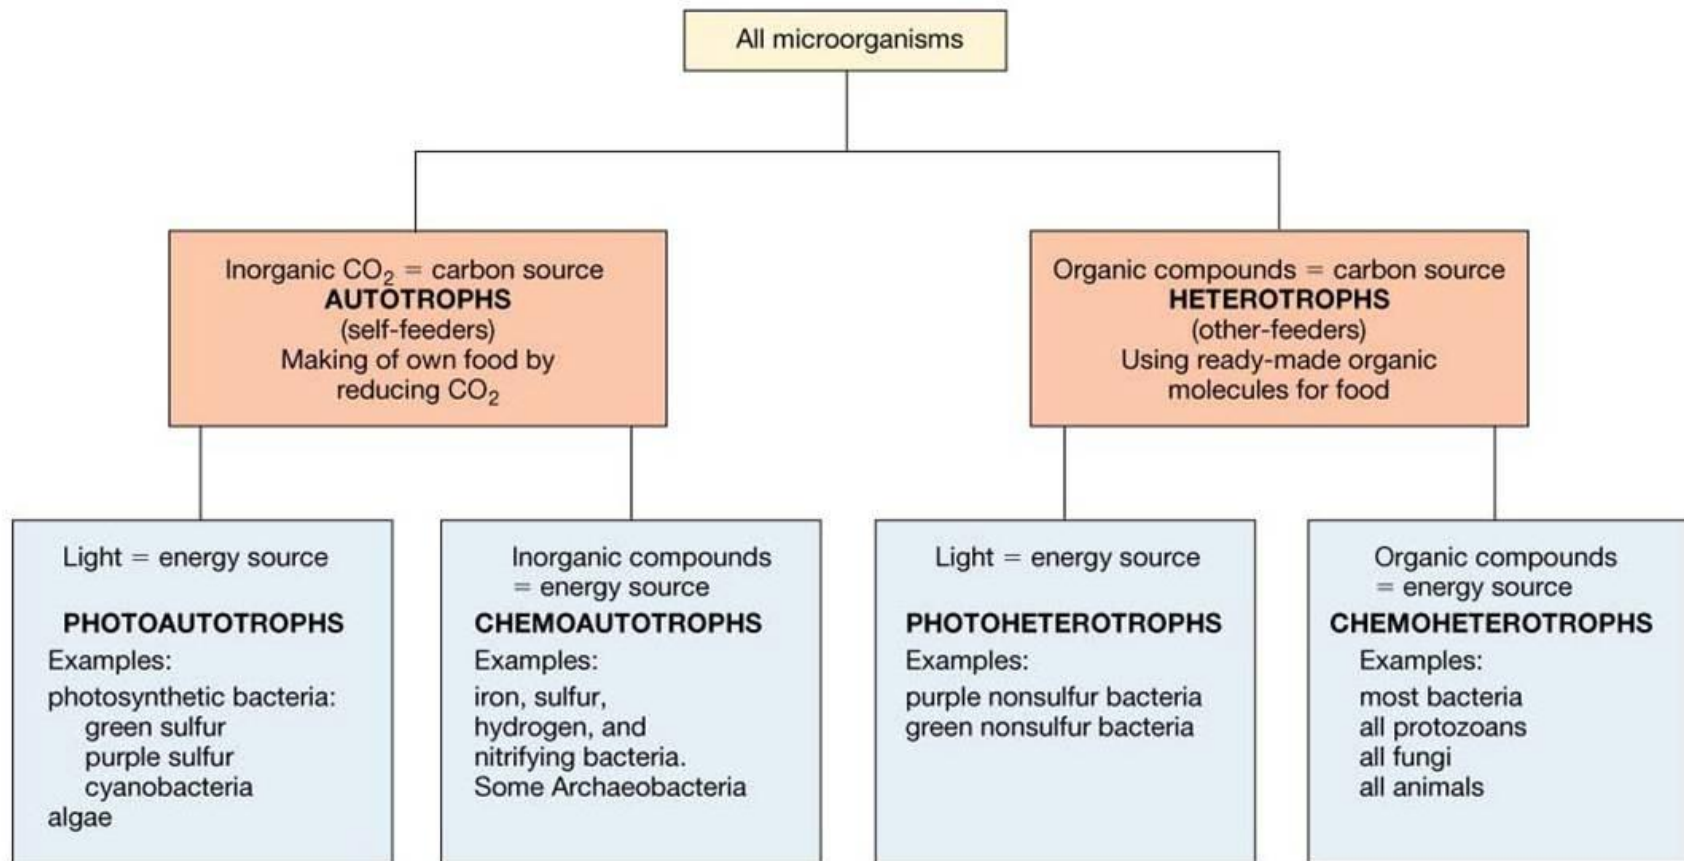 All microorganisms
Inorganic CO₂ = carbon source
AUTOTROPHS
(self-feeders)
Making of own food by
reducing CO₂
Organic compounds = carbon source
HETEROTROPHS
(other-feeders)
Using ready-made organic
molecules for food
Light = energy source
PHOTOAUTOTROPHS
Examples:
photosynthetic bacteria:
green sulfur
purple sulfur
cyanobacteria
algae
Inorganic compounds
= energy source
CHEMOAUTOTROPHS
Examples:
iron, sulfur,
hydrogen, and
nitrifying bacteria.
Some Archaeobacteria
Light = energy source
PHOTOHETEROTROPHS
Examples:
purple nonsulfur bacteria
green nonsulfur bacteria
Organic compounds
= energy source
CHEMOHETEROTROPHS
Examples:
most bacteria
all protozoans
all fungi
all animals